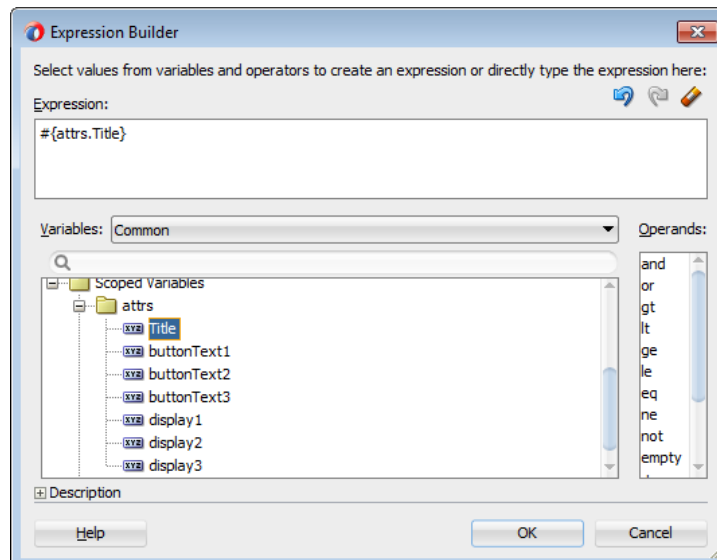 Expression Builder
Select values from variables and operators to create an expression or directly type the expression here:
Expression:
#{attrs.Title}
Variables: Common Operands:
Scoped Variables
attrs
Title
buttonText1
buttonText2
buttonText3
display1
display2
display3
and
or
gt
lt
ge
le
eq
ne
not
empty
Description
Help OK Cancel